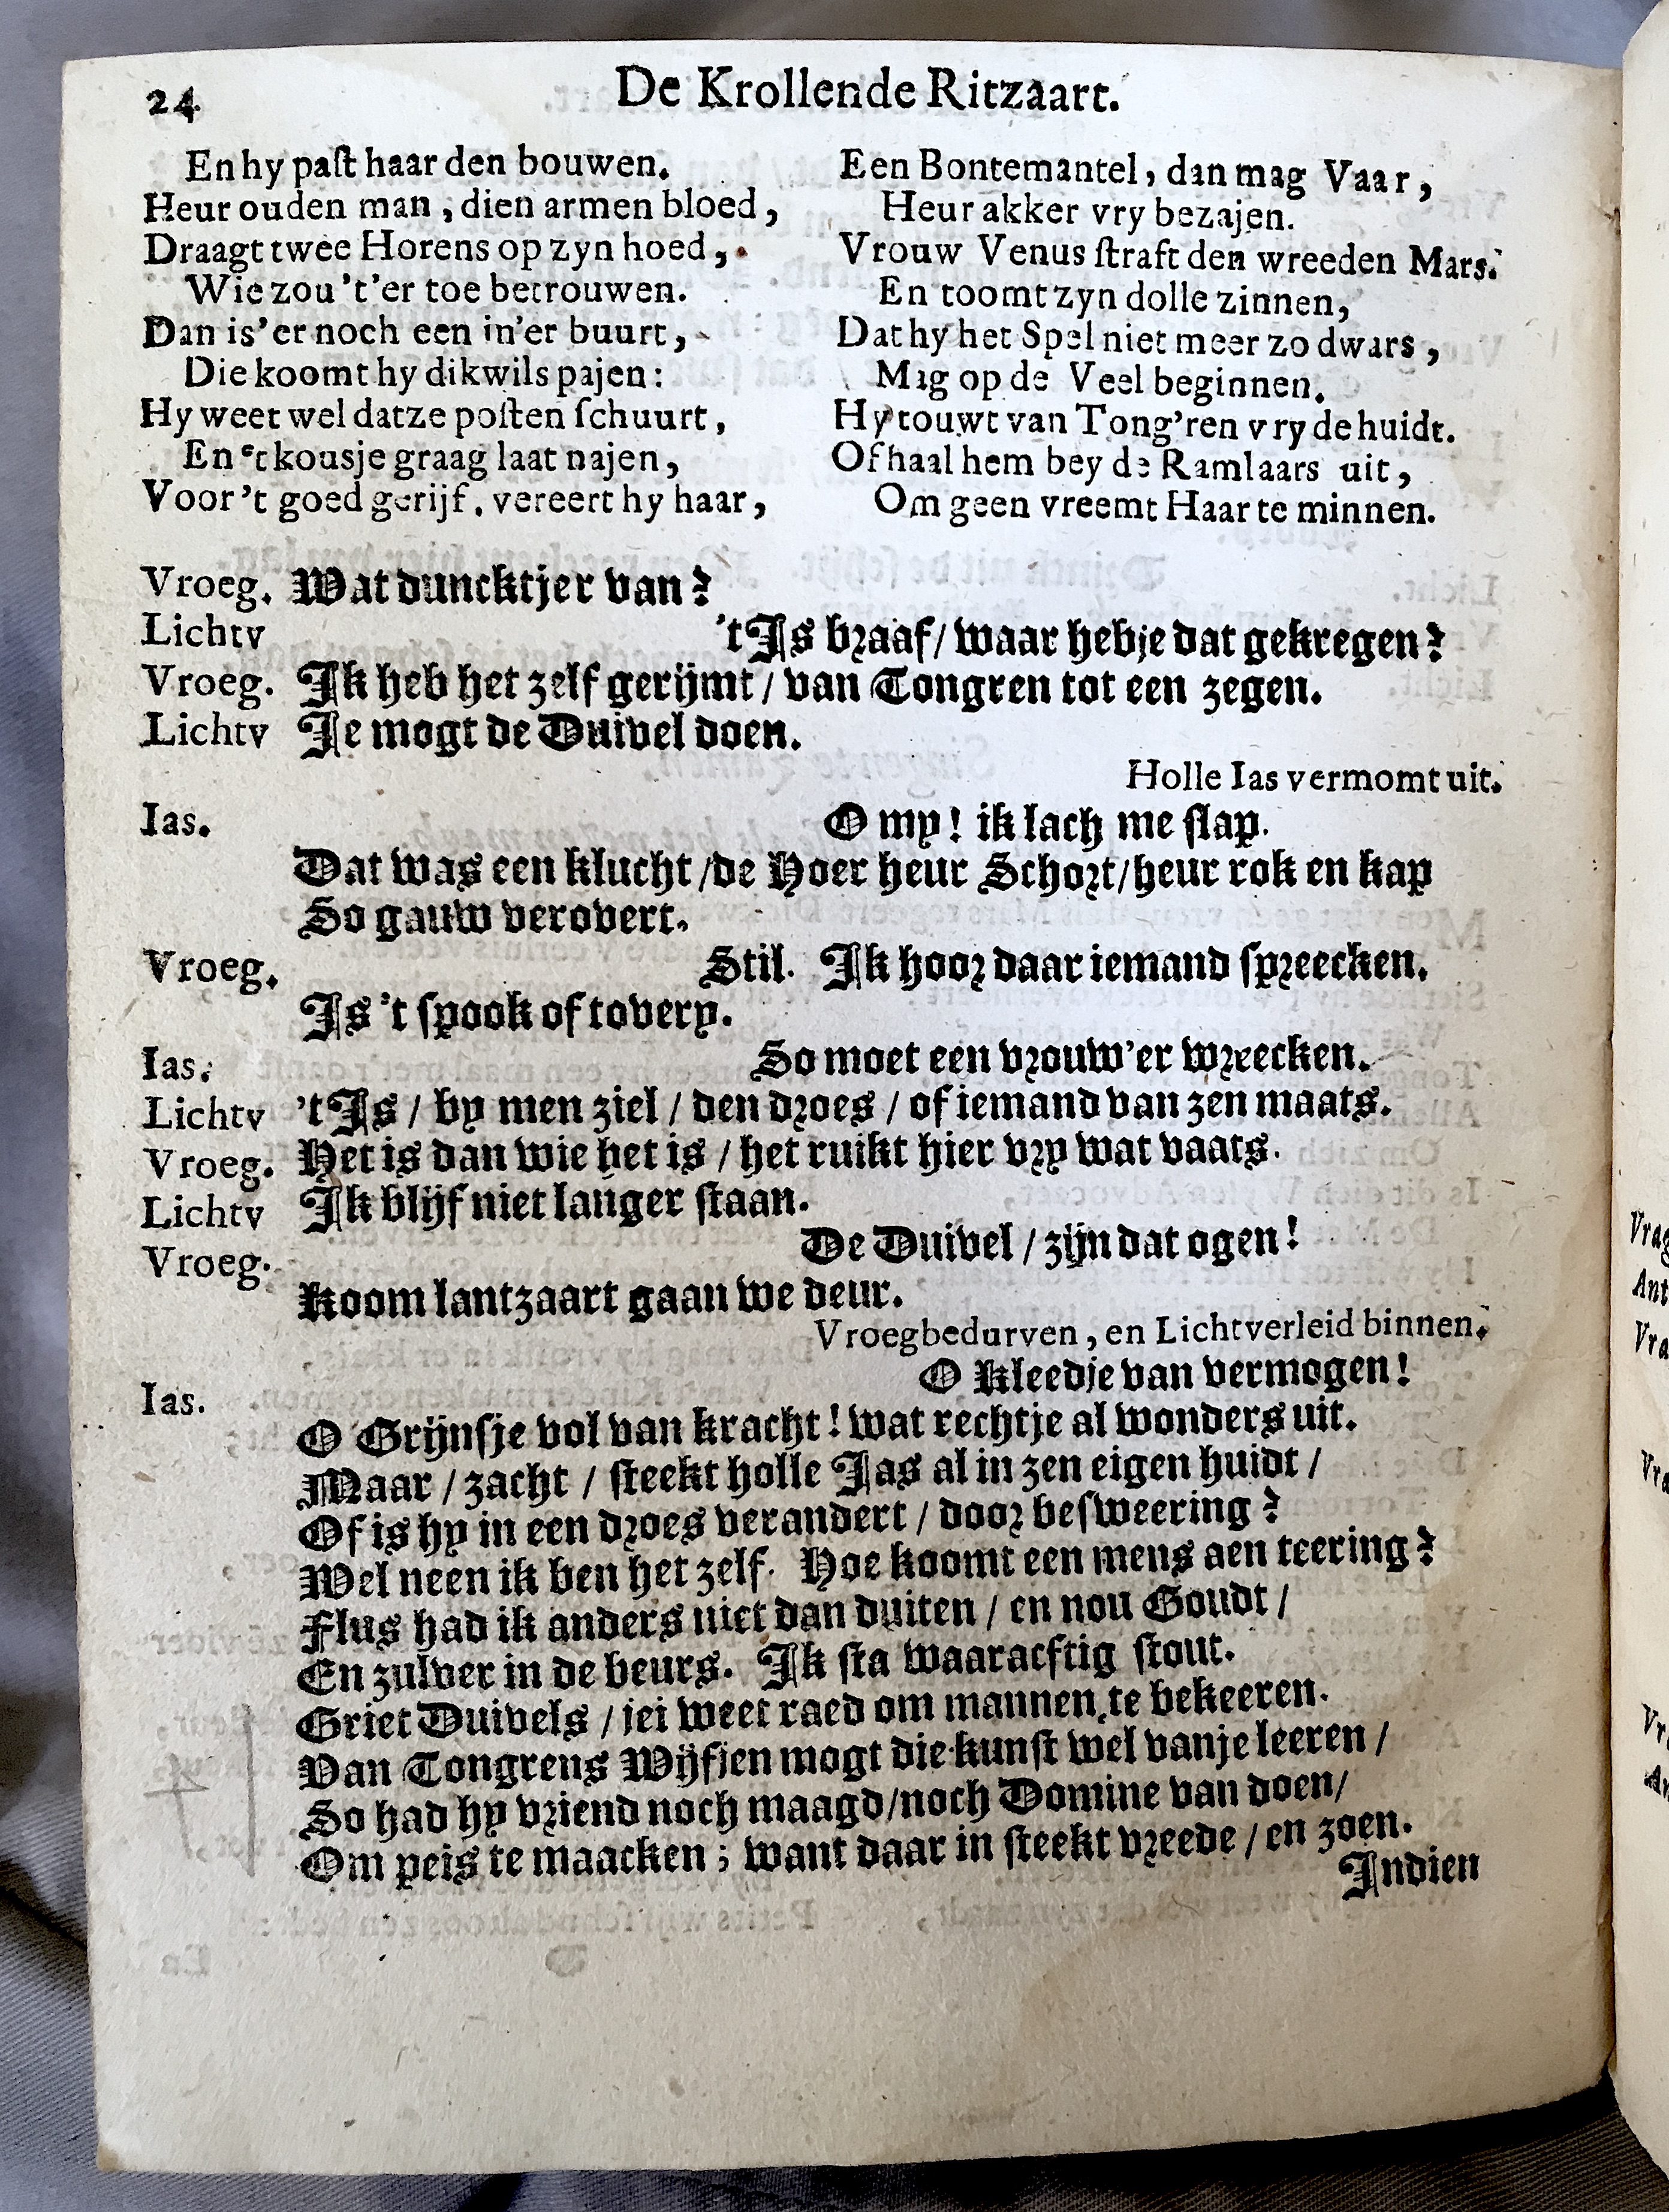 24 De Krollende Ritzaart.
En hy past haar den bouwen.
Heur ouden man, dien armen bloed,
Draagt twee Horens op zyn hoed,
Wie zou 't'er toe betrouwen.
Dan is'er noch een in'er buurt,
Die koomt hy dikwils pajen:
Hy weet wel datze posten schuurt,
En 't kousje graag laat najen,
Voor 't goed gerijf, vereert hy haar,
Een Bontemantel, dan mag Vaar,
Heur akker vry bezajen.
Vrouw Venus straft den wreeden Mars.
En toomt zyn dolle zinnen,
Dat hy het Spel niet meer zo dwars,
Mag op de Veel beginnen.
Hy touwt van Tong'ren vry de huidt.
Of haal hem bey de Ramlaars uit,
Om geen vreemt Haar te minnen.
Vroeg. Wat duncktjer van?
Lichtv 't Is braaf/ waar hebje dat gekregen?
Vroeg. Ik heb het zelf gerijmt/ van Tongren tot een zegen.
Lichtv Je mogt de Duivel doen.
Holle Ias vermomt uit.
Ias. O my! ik lach me slap.
Dat was een klucht/de Hoer heur Schort/heur rok en kap
So gauw verovert.
Vroeg. Stil. Ik hoor daar iemand spreecken.
Is 't spook of tovery.
Ias. So moet een vrouw'er wreecken.
Lichtv 't Is/ by men ziel/ den droes/ of iemand van zen maats.
Vroeg. Het is dan wie het is/ het ruikt hier vry wat vaats.
Lichtv Ik blijf niet langer staan.
Vroeg. De Duivel/ zijn dat ogen!
Koom lantzaart gaan we deur.
Vroegbedurven, en Lichtverleid binnen.
Ias. O Kleedje van vermogen!
O Grijnsje vol van kracht! wat rechtje al wonders uit.
Maar/ zacht/ steekt holle Jas al in zen eigen huidt/
Of is hy in een droes verandert/ door besweering?
Wel neen ik ben het zelf. Hoe koomt een mens aen teering?
Flus had ik anders niet dan duiten/ en nou Goudt/
En zulver in de beurs. Ik sta waaracftig stout.
Griet Duivels/ jei weet raed om mannen te bekeeren.
Van Tongrens Wijfjen mogt die kunst wel vanje leeren/
So had hy vriend noch maagd/noch Domine van doen/
Om peis te maacken; want daar in steekt vreede/ en zoen.
Indien